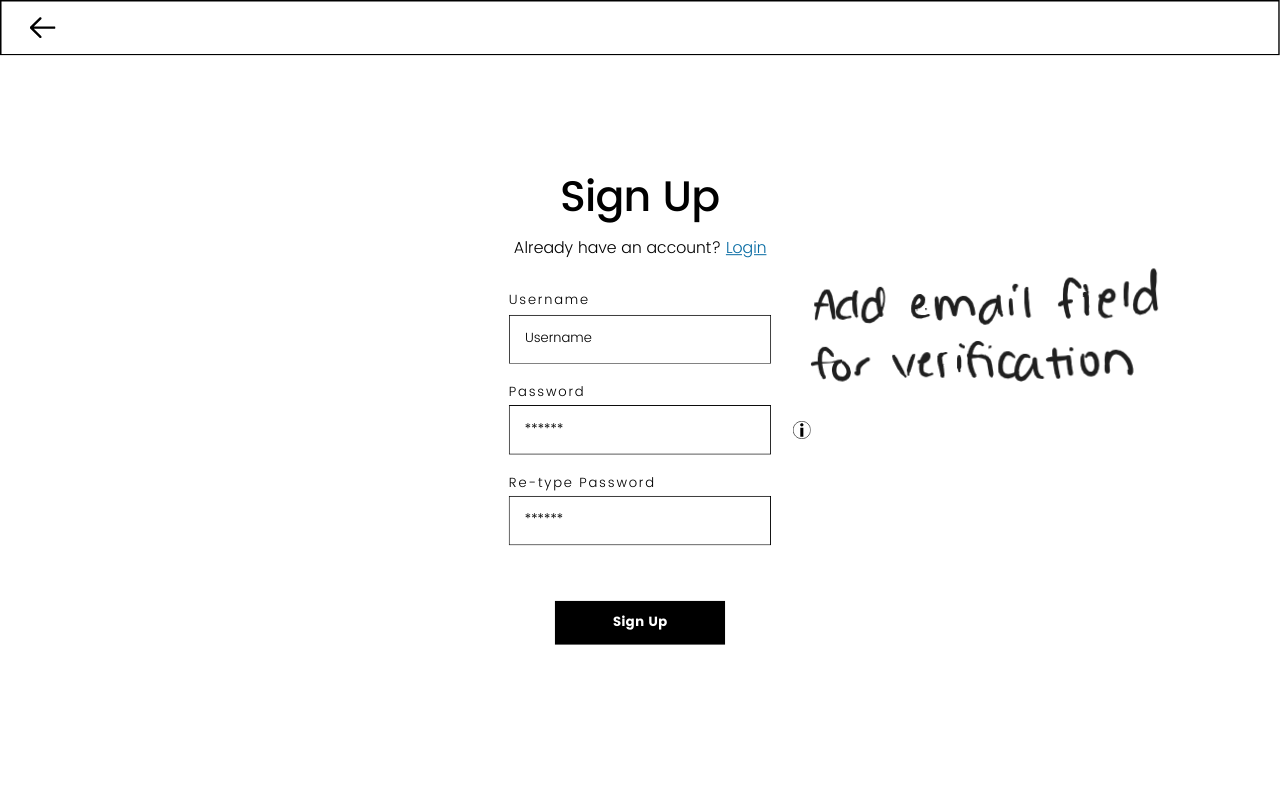 Sign Up
Already have an account? Login
Username
Username
Add email field
for verification
Password
******
Re-type Password
******
Sign Up